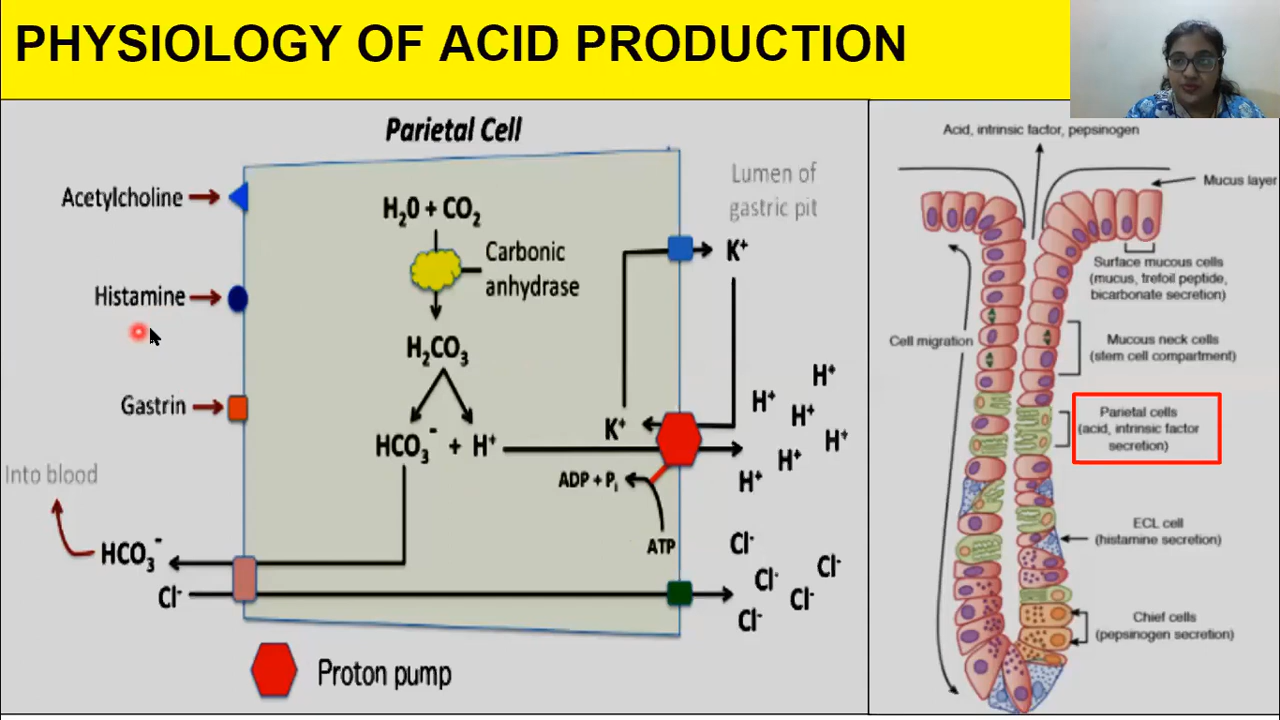 PHYSIOLOGY OF ACID PRODUCTION
Parietal Cell
Acetylcholine
Histamine
Gastrin
Into blood
HCO₃⁻
Cl⁻
H₂0 + CO₂
Carbonic
anhydrase
H₂CO₃
HCO₃⁻ + H⁺
K⁺
ADP + Pᵢ
ATP
Lumen of
gastric pit
K⁺
H⁺
H⁺
H⁺
H⁺
H⁺
H⁺
Cl⁻
Cl⁻
Cl⁻
Cl⁻
Cl⁻
Proton pump
Acid, intrinsic factor, pepsinogen
Mucus layer
Surface mucous cells
(mucus, trefoil peptide,
bicarbonate secretion)
Cell migration
Mucous neck cells
(stem cell compartment)
Parietal cells
(acid, intrinsic factor
secretion)
ECL cell
(histamine secretion)
Chief cells
(pepsinogen secretion)